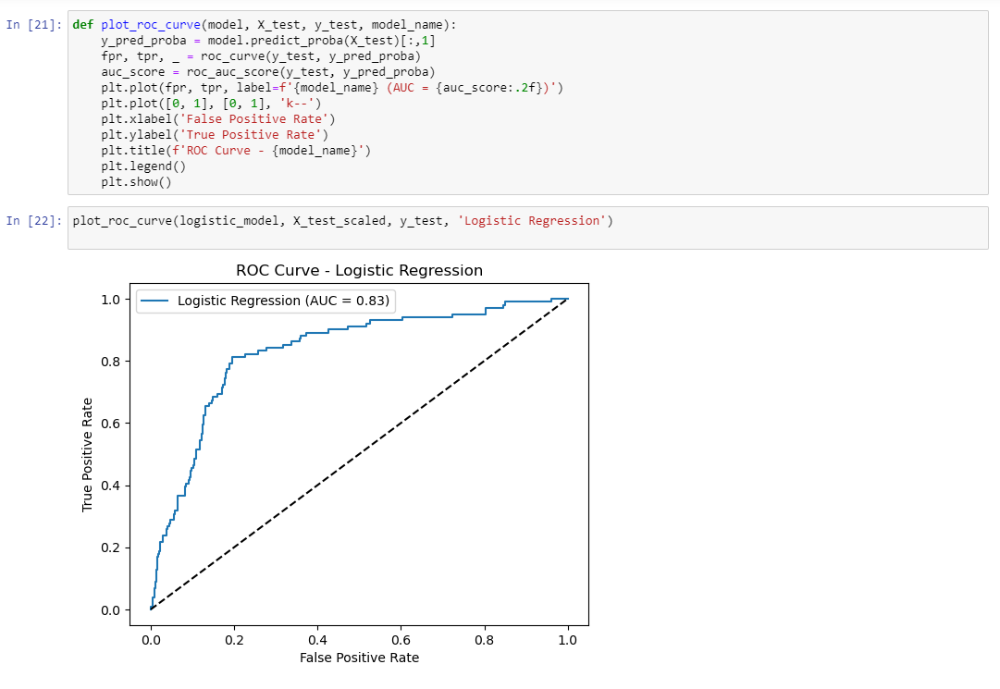 In [21]: def plot_roc_curve(model, X_test, y_test, model_name):
    y_pred_proba = model.predict_proba(X_test)[:,1]
    fpr, tpr, _ = roc_curve(y_test, y_pred_proba)
    auc_score = roc_auc_score(y_test, y_pred_proba)
    plt.plot(fpr, tpr, label=f'{model_name} (AUC = {auc_score:.2f})')
    plt.plot([0, 1], [0, 1], 'k--')
    plt.xlabel('False Positive Rate')
    plt.ylabel('True Positive Rate')
    plt.title(f'ROC Curve - {model_name}')
    plt.legend()
    plt.show()
In [22]: plot_roc_curve(logistic_model, X_test_scaled, y_test, 'Logistic Regression')
ROC Curve - Logistic Regression
Logistic Regression (AUC = 0.83)
True Positive Rate
1.0
0.8
0.6
0.4
0.2
0.0
0.0 0.2 0.4 0.6 0.8 1.0
False Positive Rate